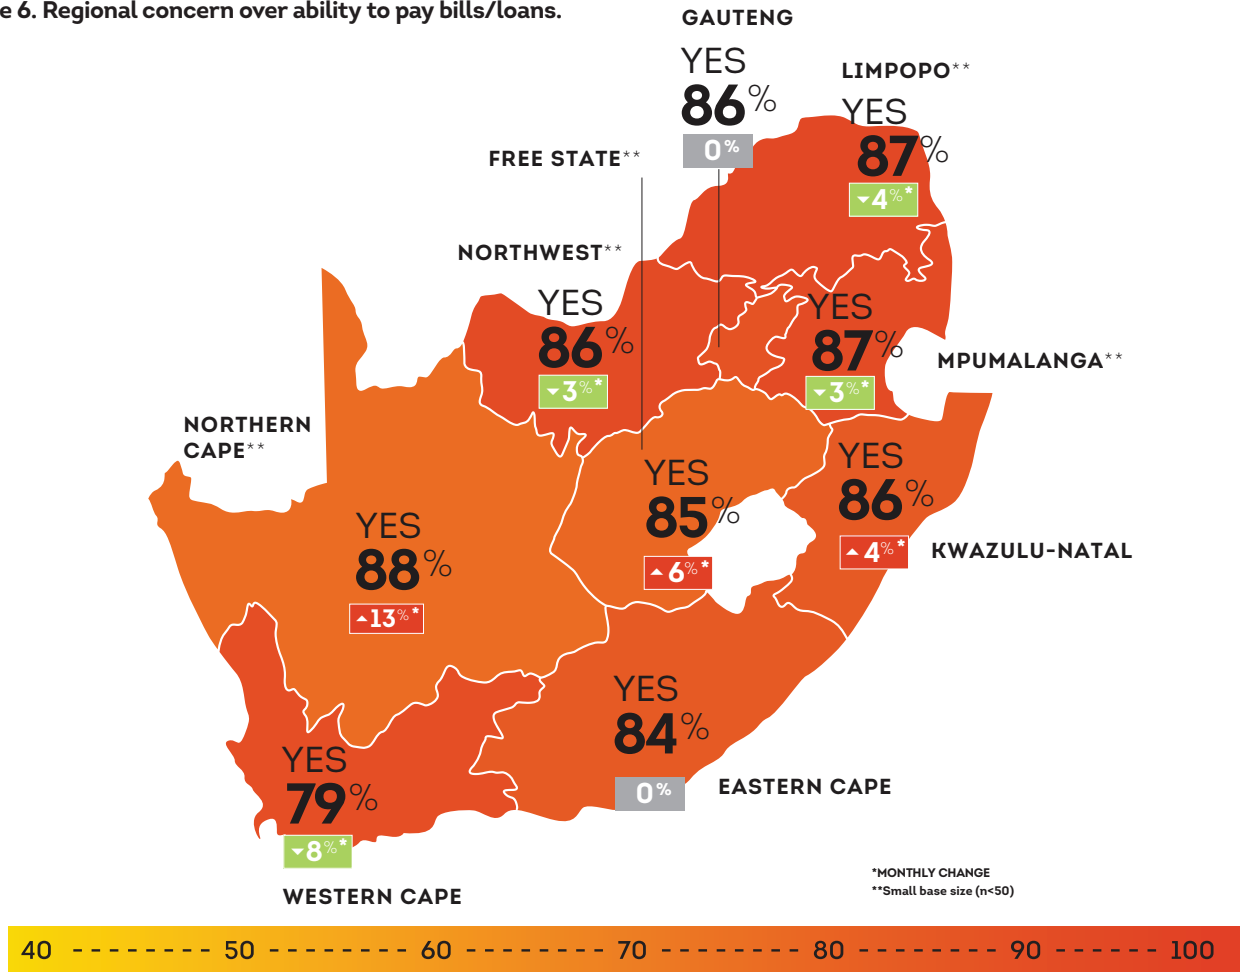 e 6. Regional concern over ability to pay bills/loans.
GAUTENG
YES
86%
0%
LIMPOPO**
YES
87%
▼4%*
FREE STATE**
NORTHWEST**
YES
86%
▼3%*
YES
87%
▼3%*
MPUMALANGA**
NORTHERN
CAPE**
YES
88%
▲13%*
YES
85%
▲6%*
YES
86%
▲4%*
KWAZULU-NATAL
YES
84%
0%
EASTERN CAPE
YES
79%
▼8%*
WESTERN CAPE
*MONTHLY CHANGE
**Small base size (n<50)
40 - - - - - - - - - 50 - - - - - - - - - 60 - - - - - - - - - 70 - - - - - - - - - 80 - - - - - - - - - 90 - - - - - - - 100